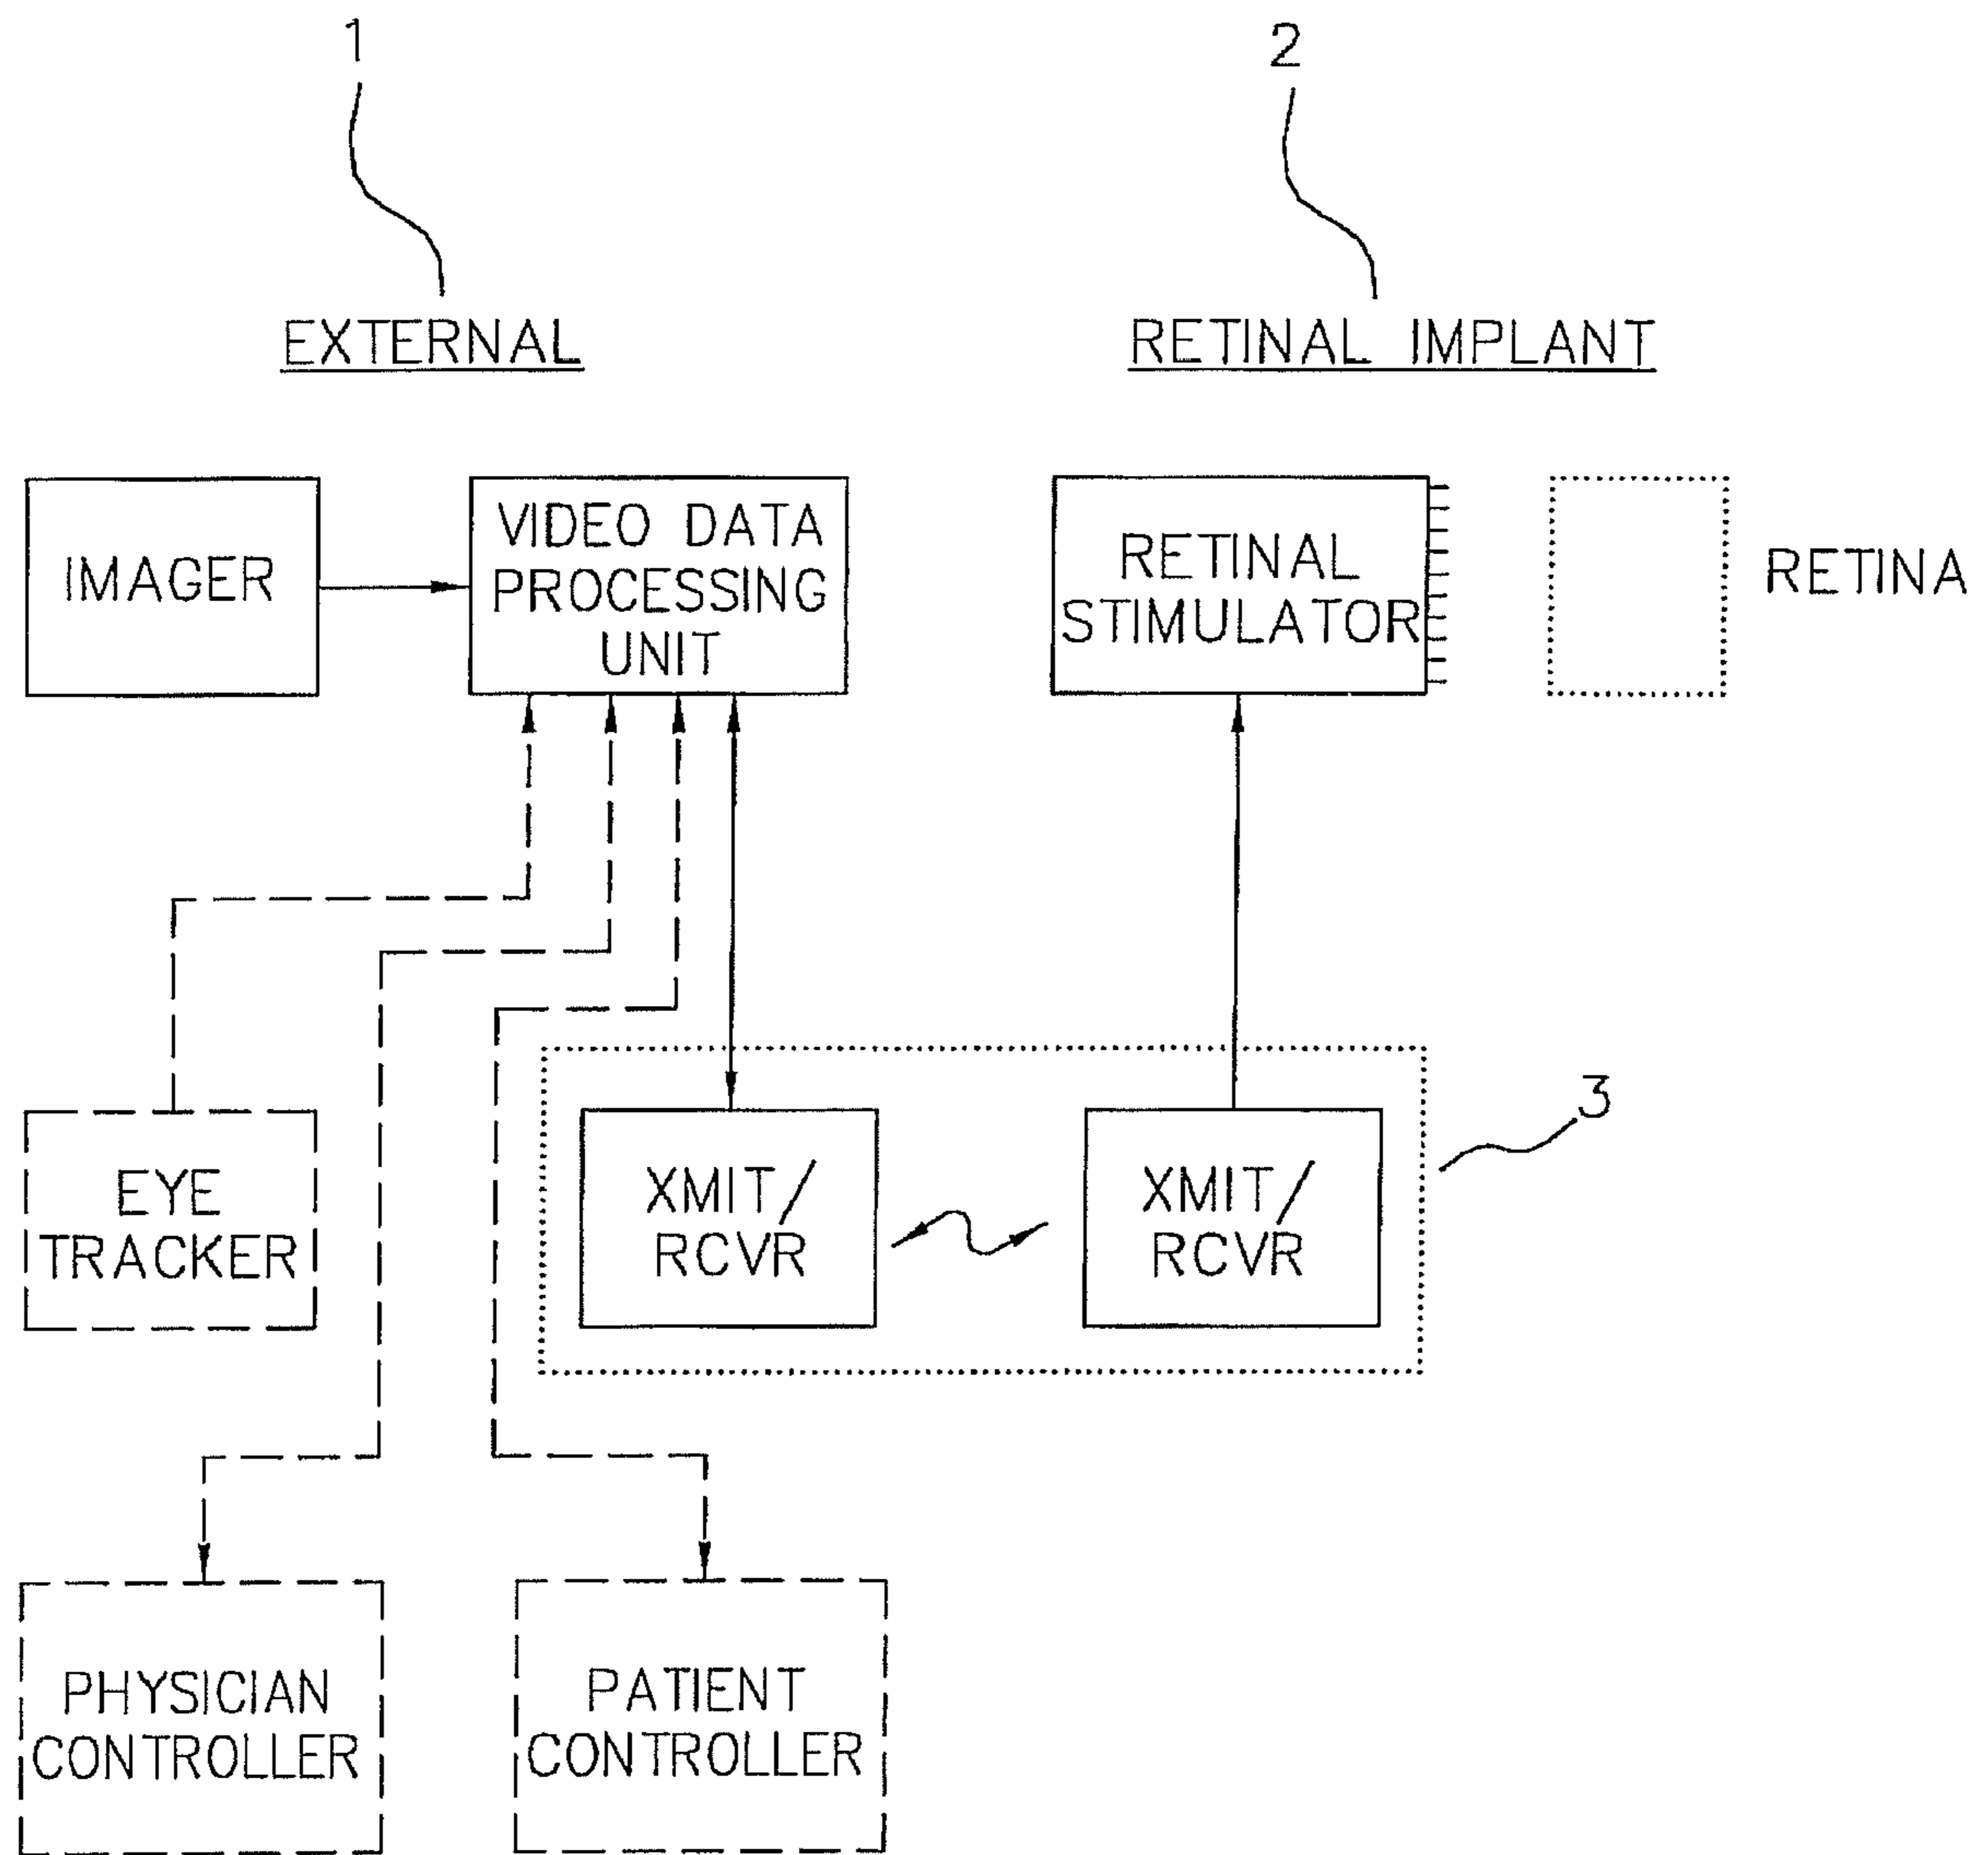 1
2
EXTERNAL
RETINAL IMPLANT
IMAGER
VIDEO DATA
PROCESSING
UNIT
RETINAL
STIMULATOR
RETINA
3
EYE
TRACKER
XMIT/
RCVR
XMIT/
RCVR
PHYSICIAN
CONTROLLER
PATIENT
CONTROLLER